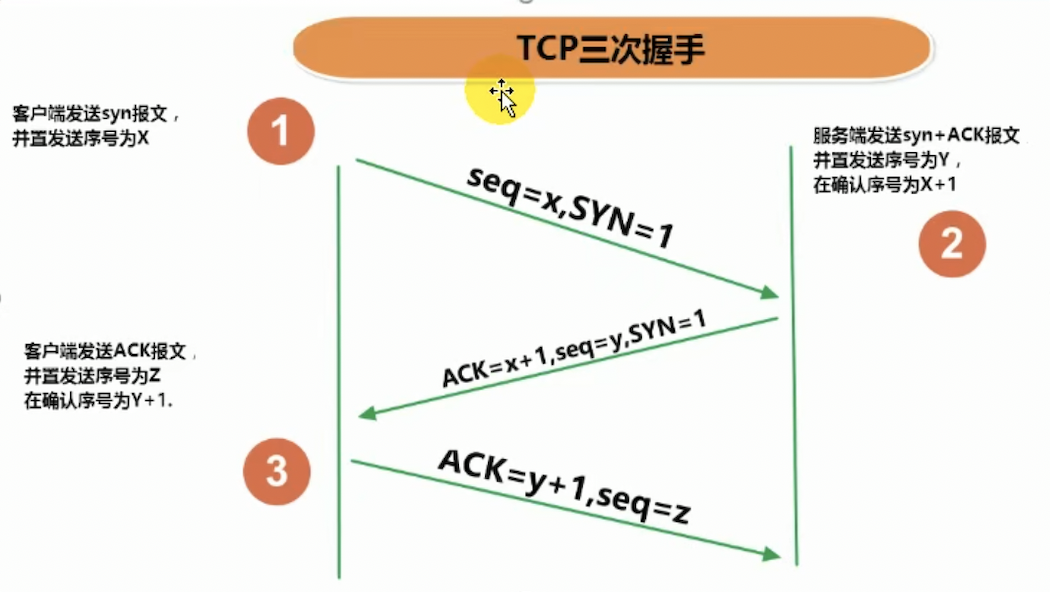 TCP三次握手
客户端发送syn报文，
并置发送序号为X
1
seq=x,SYN=1
服务端发送syn+ACK报文
并置发送序号为Y，
在确认序号为X+1
2
ACK=x+1,seq=y,SYN=1
客户端发送ACK报文，
并置发送序号为Z
在确认序号为Y+1.
3
ACK=y+1,seq=z